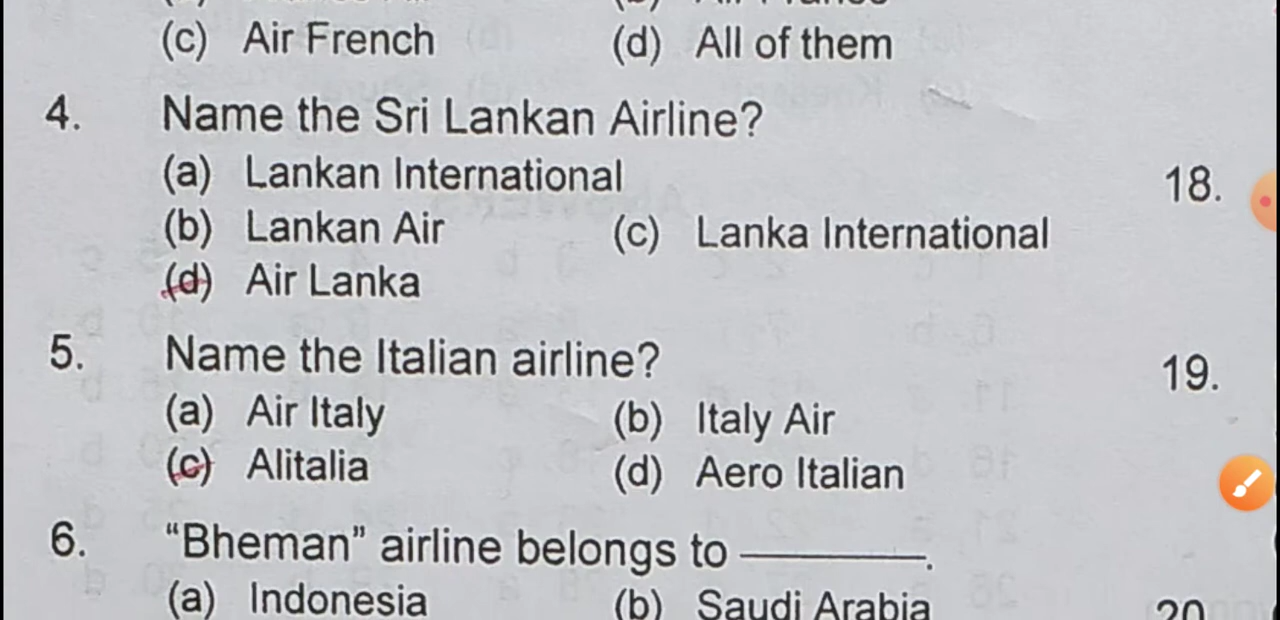 (c) Air French (d) All of them
4. Name the Sri Lankan Airline?
(a) Lankan International
18.
(b) Lankan Air (c) Lanka International
(d) Air Lanka
5. Name the Italian airline?
19.
(a) Air Italy (b) Italy Air
(c) Alitalia (d) Aero Italian
6. "Bheman" airline belongs to ________.
(a) Indonesia (b) Saudi Arabia
20